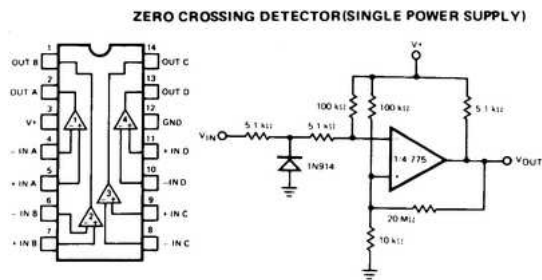 ZERO CROSSING DETECTOR(SINGLE POWER SUPPLY)
1
14
OUT B
OUT C
2
13
OUT A
OUT D
3
12
V+
GND
4
11
- IN A
+ IN D
5
10
+ IN A
-IN D
6
9
- IN B
+ IN C
7
8
+ IN B
- IN C
1
4
3
2
V+
100 kΩ
100 kΩ
5.1 kΩ
5.1 kΩ
5.1 kΩ
VIN
1N914
1/4 775
VOUT
20 MΩ
10 kΩ